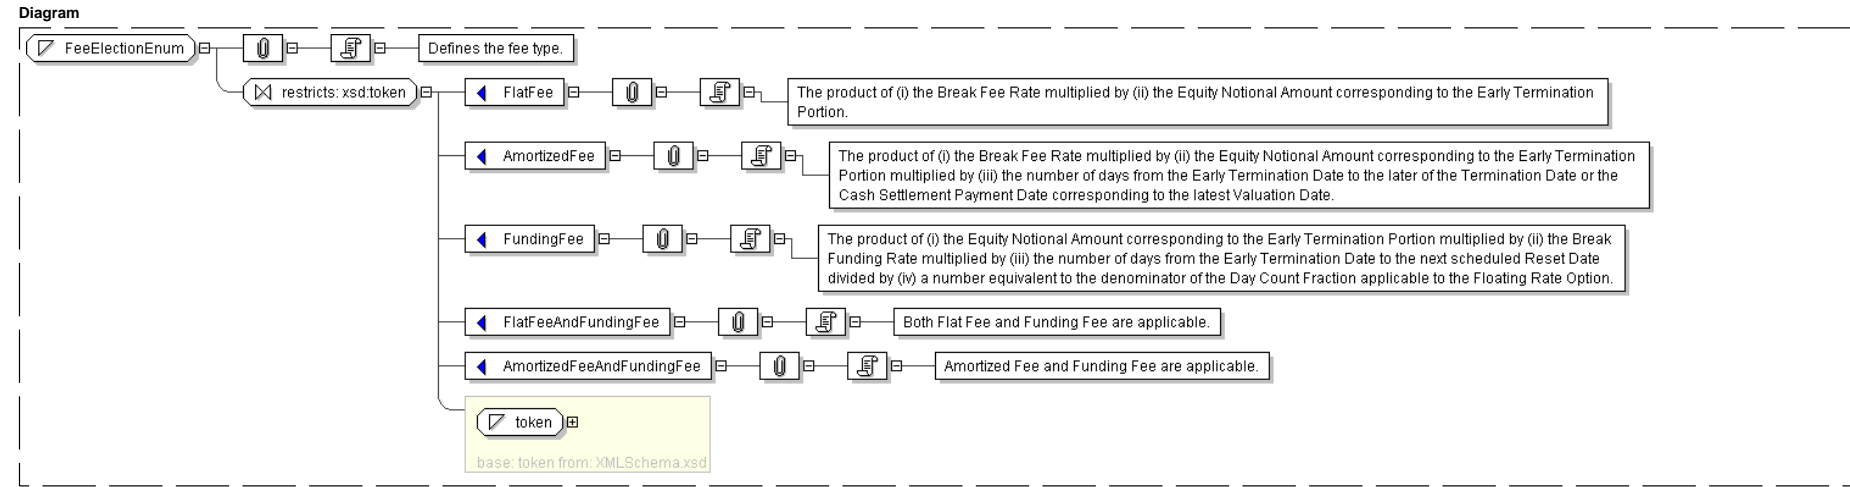 Diagram
FeeElectionEnum
Defines the fee type.
restricts: xsd:token
FlatFee
The product of (i) the Break Fee Rate multiplied by (ii) the Equity Notional Amount corresponding to the Early Termination
Portion.
AmortizedFee
The product of (i) the Break Fee Rate multiplied by (ii) the Equity Notional Amount corresponding to the Early Termination
Portion multiplied by (iii) the number of days from the Early Termination Date to the later of the Termination Date or the
Cash Settlement Payment Date corresponding to the latest Valuation Date.
FundingFee
The product of (i) the Equity Notional Amount corresponding to the Early Termination Portion multiplied by (ii) the Break
Funding Rate multiplied by (iii) the number of days from the Early Termination Date to the next scheduled Reset Date
divided by (iv) a number equivalent to the denominator of the Day Count Fraction applicable to the Floating Rate Option.
FlatFeeAndFundingFee
Both Flat Fee and Funding Fee are applicable.
AmortizedFeeAndFundingFee
Amortized Fee and Funding Fee are applicable.
token
base: token from: XMLSchema.xsd